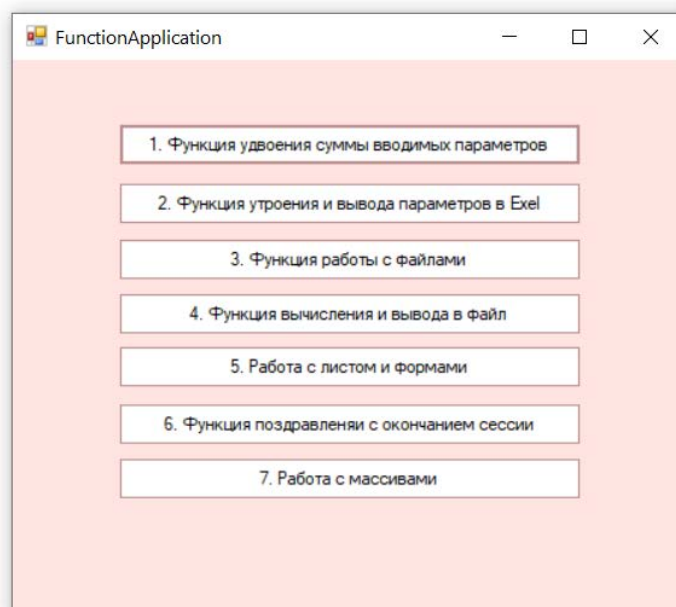 FunctionApplication
1. Функция удвоения суммы вводимых параметров
2. Функция утроения и вывода параметров в Exel
3. Функция работы с файлами
4. Функция вычисления и вывода в файл
5. Работа с листом и формами
6. Функция поздравленяи с окончанием сессии
7. Работа с массивами